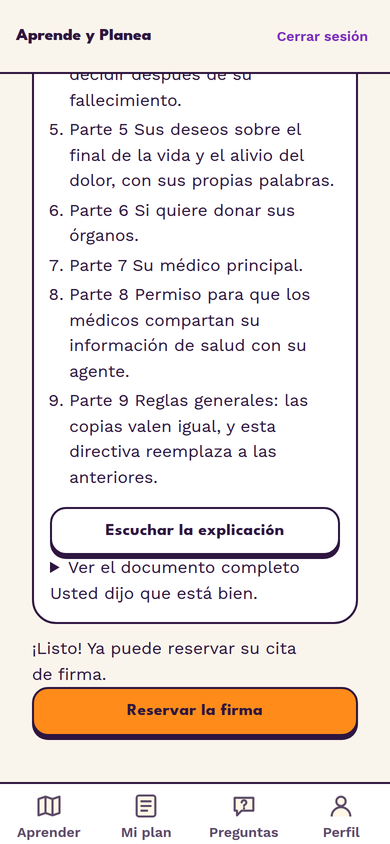 Aprende y Planea
Cerrar sesión
decidir después de su
fallecimiento.
5. Parte 5 Sus deseos sobre el
final de la vida y el alivio del
dolor, con sus propias palabras.
6. Parte 6 Si quiere donar sus
órganos.
7. Parte 7 Su médico principal.
8. Parte 8 Permiso para que los
médicos compartan su
información de salud con su
agente.
9. Parte 9 Reglas generales: las
copias valen igual, y esta
directiva reemplaza a las
anteriores.
Escuchar la explicación
Ver el documento completo
Usted dijo que está bien.
¡Listo! Ya puede reservar su cita
de firma.
Reservar la firma
Aprender
Mi plan
Preguntas
Perfil